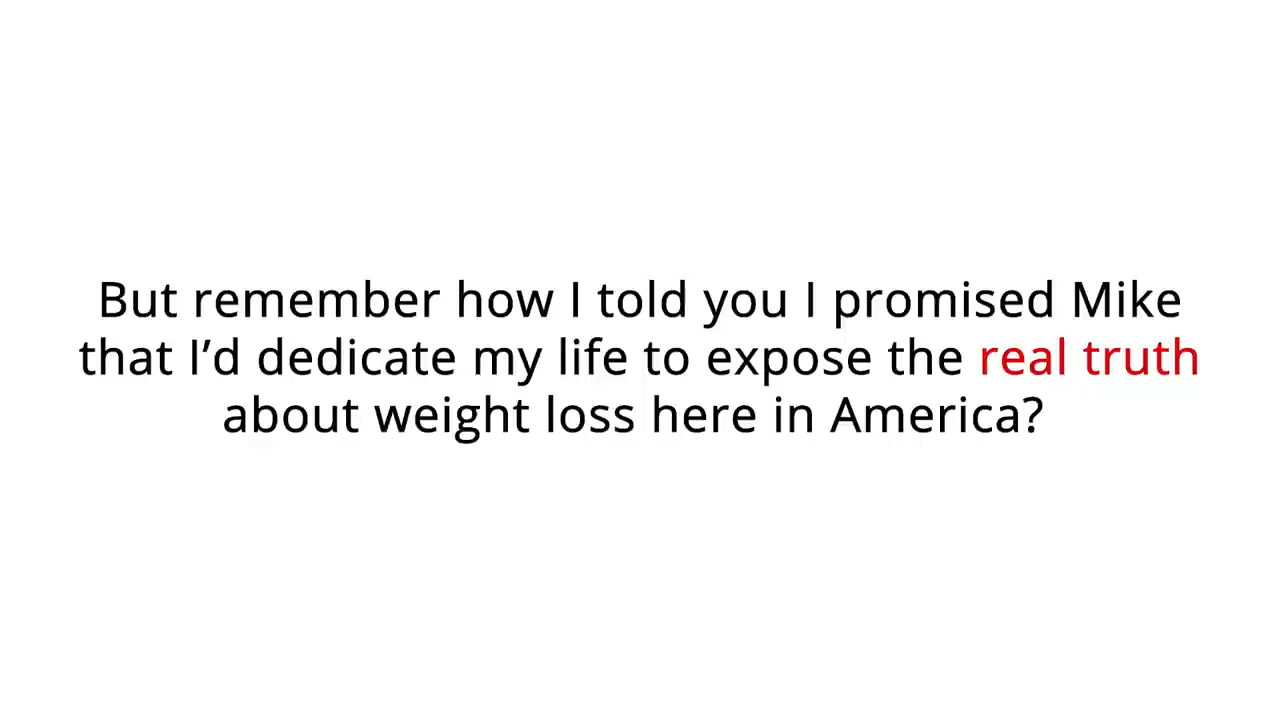 But remember how I told you I promised Mike
that I’d dedicate my life to expose the real truth
about weight loss here in America?